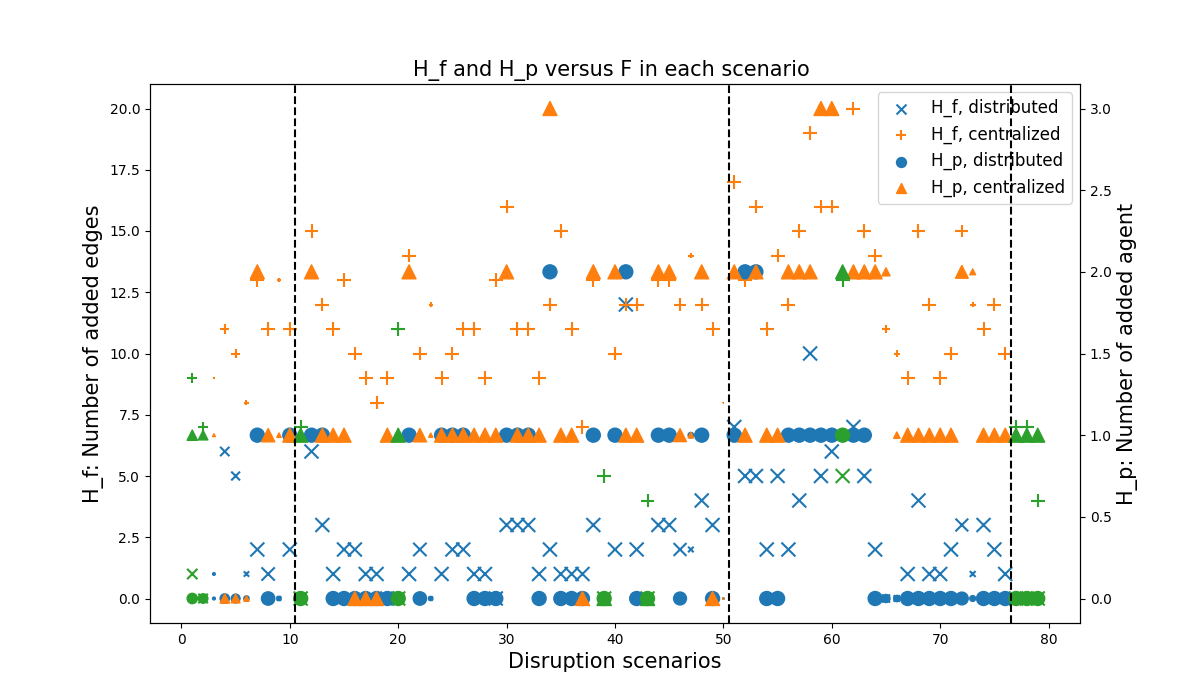 H_f and H_p versus F in each scenario
H_f: Number of added edges
20.0
17.5
15.0
12.5
10.0
7.5
5.0
2.5
0.0
H_f, distributed
H_f, centralized
H_p, distributed
H_p, centralized
3.0
2.5
2.0
1.5
1.0
0.5
0.0
H_p: Number of added agent
0 10 20 30 40 50 60 70 80
Disruption scenarios